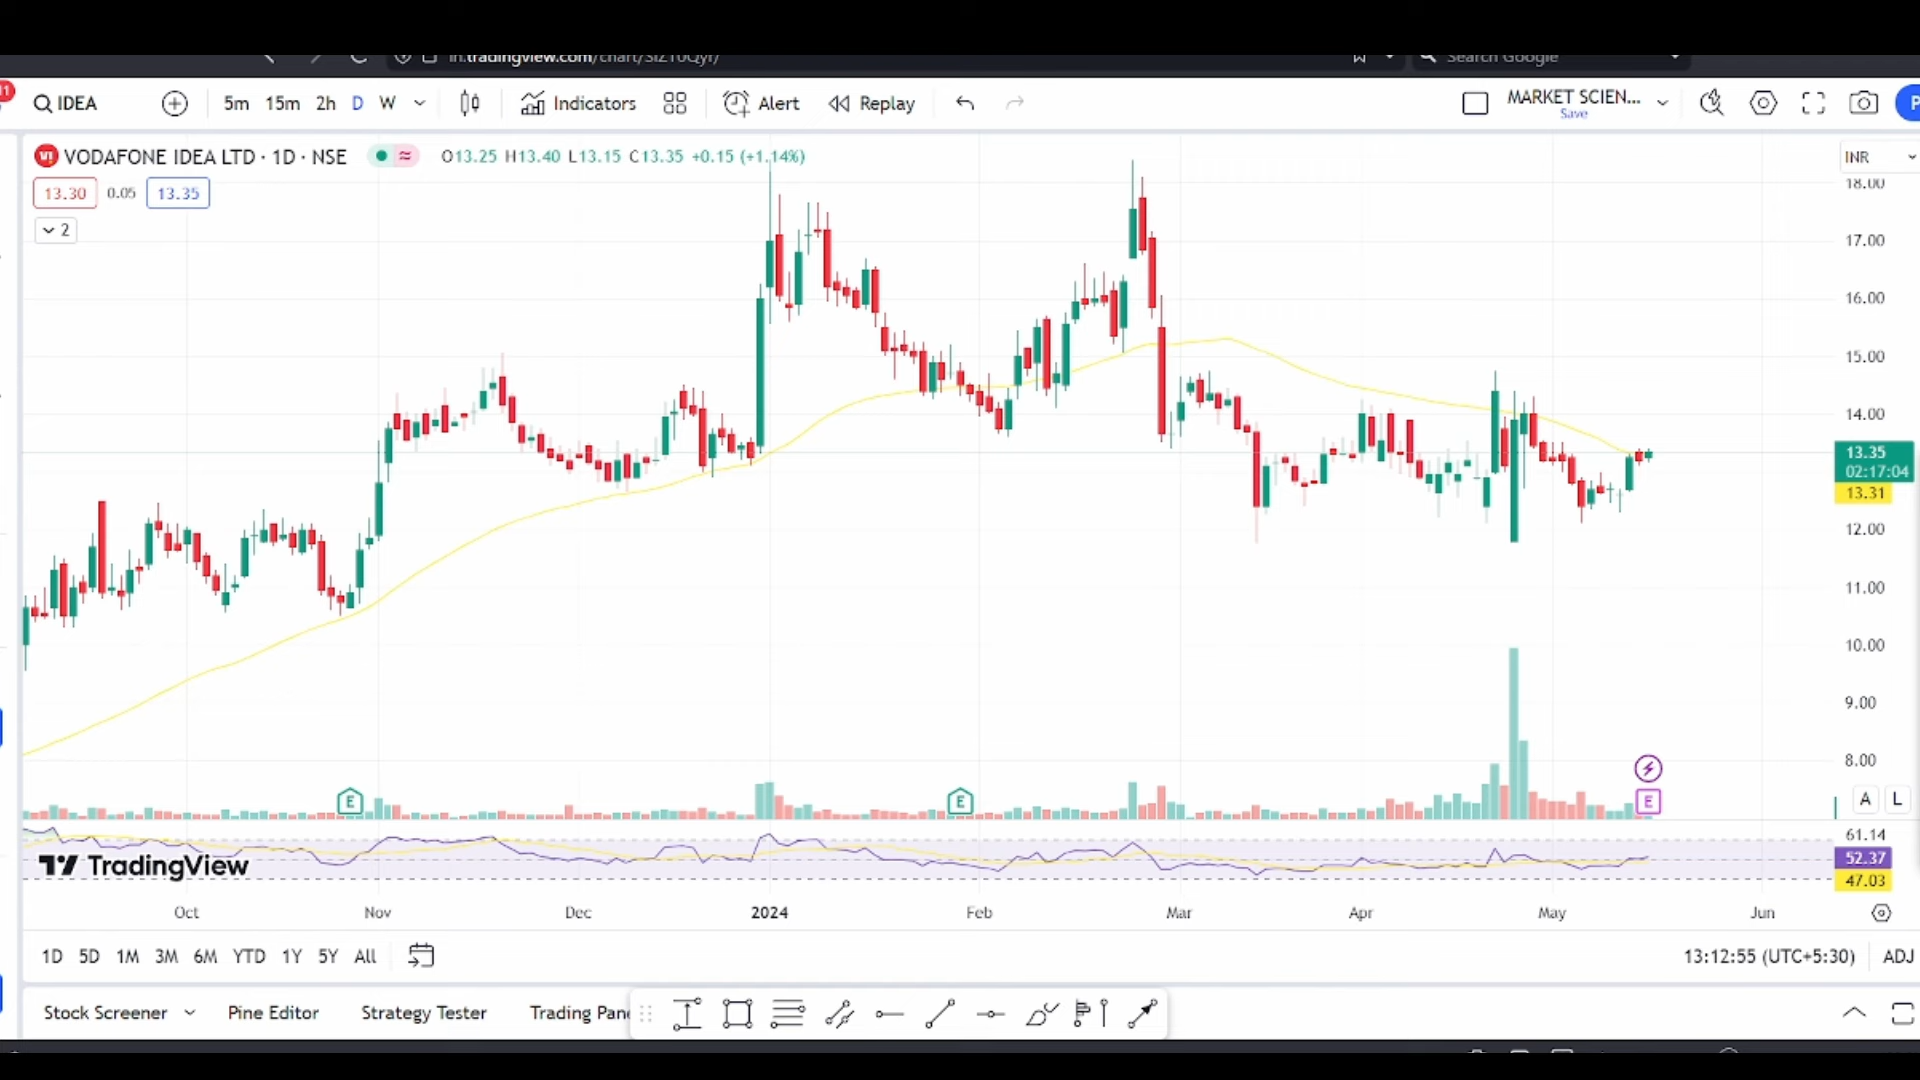 in.tradingview.com/chart/
Search Google
11
IDEA 5m 15m 2h D W Indicators Alert Replay MARKET SCIEN... P
Save
VODAFONE IDEA LTD · 1D · NSE O13.25 H13.40 L13.15 C13.35 +0.15 (+1.14%) INR
13.30 0.05 13.35
2
18.00
17.00
16.00
15.00
14.00
13.35
02:17:04
13.31
12.00
11.00
10.00
9.00
8.00
E E E A L
61.14
52.37
47.03
TradingView
Oct Nov Dec 2024 Feb Mar Apr May Jun
1D 5D 1M 3M 6M YTD 1Y 5Y All 13:12:55 (UTC+5:30) ADJ
Stock Screener Pine Editor Strategy Tester Trading Pane